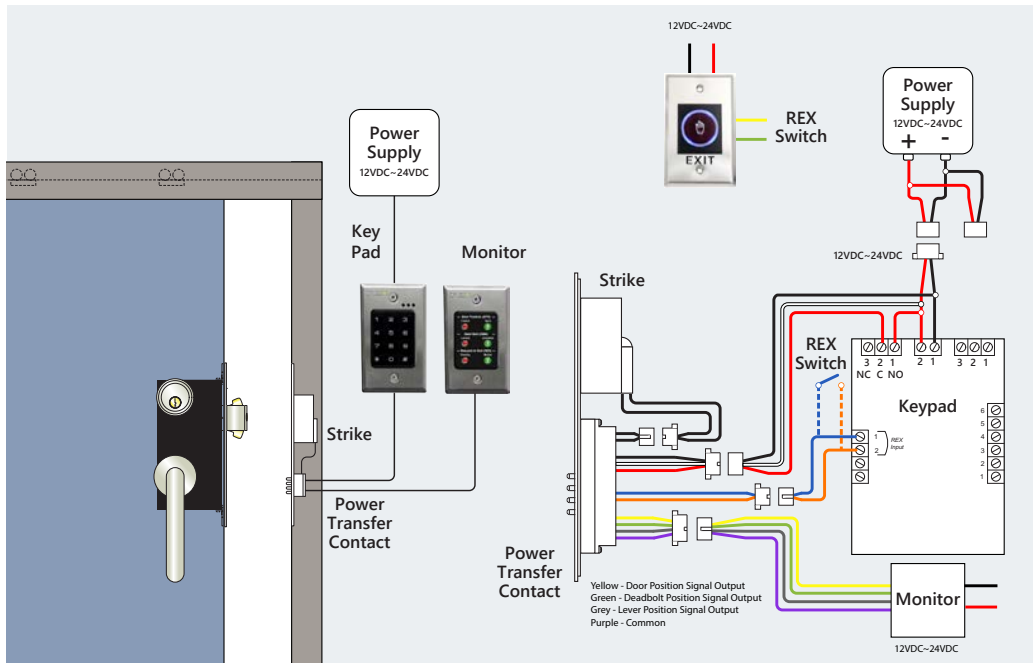 12VDC~24VDC
REX
Switch
EXIT
Power
Supply
12VDC~24VDC
+ -
Power
Supply
12VDC~24VDC
Key
Pad
Monitor
Strike
Power
Transfer
Contact
Strike
12VDC~24VDC
REX
Switch
3 2 1
NC C NO
2 1
3 2 1
Keypad
1
2
REX
Input
6
5
4
3
2
1
Power
Transfer
Contact
Yellow - Door Position Signal Output
Green - Deadbolt Position Signal Output
Grey - Lever Position Signal Output
Purple - Common
Monitor
12VDC~24VDC